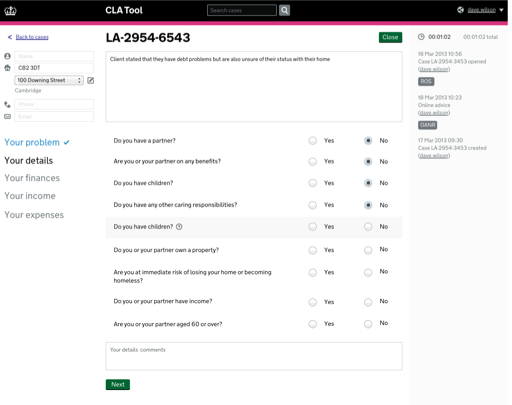 CLA Tool
Search cases
dave wilson
Back to cases
LA-2954-6543
Close
00:01:02
00:01:02 total
Name
CB2 3DT
100 Downing Street
Cambridge
Phone
Email
Your problem
Your details
Your finances
Your income
Your expenses
Client stated that they have debt problems but are also unsure of their status with their home
Do you have a partner? Yes No
Are you or your partner on any benefits? Yes No
Do you have children? Yes No
Do you have any other caring responsibilities? Yes No
Do you have children? Yes No
Do you or your partner own a property? Yes No
Are you at immediate risk of losing your home or becoming
homeless? Yes No
Do you or your partner have income? Yes No
Are you or your partner aged 60 or over? Yes No
Your details comments
Next
18 Mar 2013 10:56
Case LA-2954-3453 opened
(dave wilson)
BOS
18 Mar 2013 10:23
Online advice
(dave wilson)
OANR
17 Mar 2013 09:30
Case LA-2954-3453 created
(dave wilson)